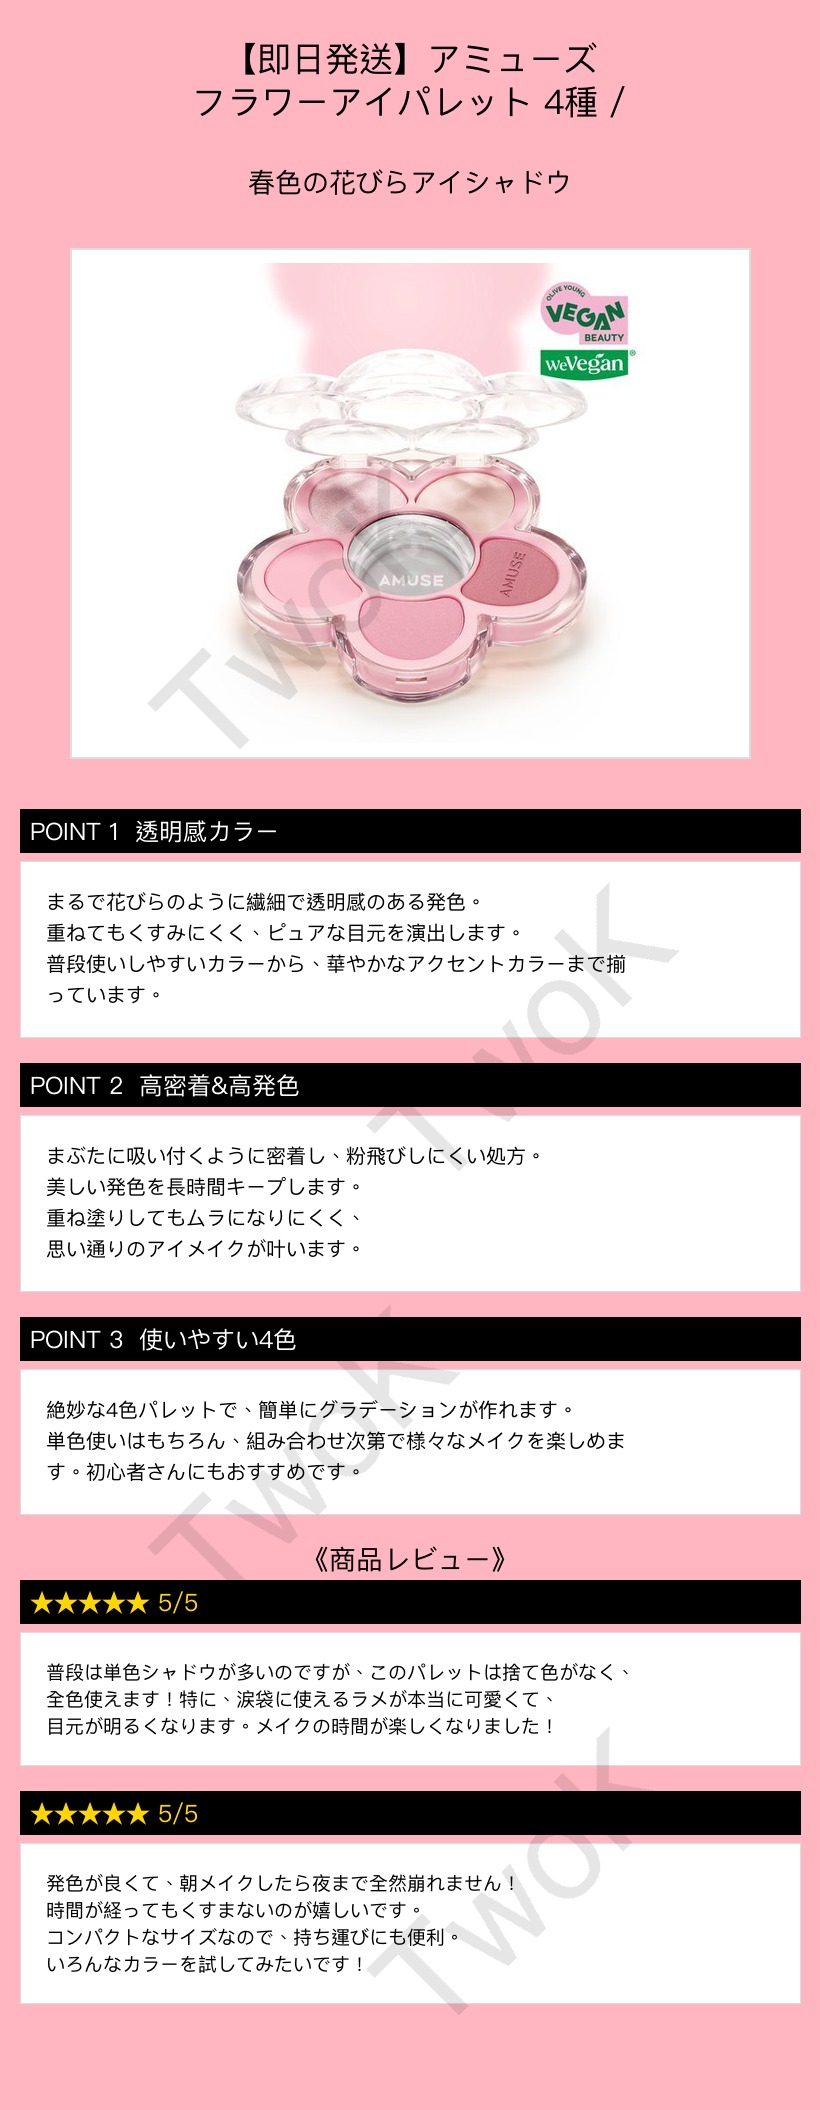 【即日発送】アミューズ
フラワーアイパレット 4種 /
春色の花びらアイシャドウ
OLIVE YOUNG
VEGAN
BEAUTY
weVegan®
AMUSE
AMUSE
Twok
POINT 1 透明感カラー
まるで花びらのように繊細で透明感のある発色。
重ねてもくすみにくく、ピュアな目元を演出します。
普段使いしやすいカラーから、華やかなアクセントカラーまで揃
っています。
Twok
POINT 2 高密着&高発色
まぶたに吸い付くように密着し、粉飛びしにくい処方。
美しい発色を長時間キープします。
重ね塗りしてもムラになりにくく、
思い通りのアイメイクが叶います。
POINT 3 使いやすい4色
絶妙な4色パレットで、簡単にグラデーションが作れます。
単色使いはもちろん、組み合わせ次第で様々なメイクを楽しめま
す。初心者さんにもおすすめです。
Twok
《商品レビュー》
★★★★★ 5/5
普段は単色シャドウが多いのですが、このパレットは捨て色がなく、
全色使えます！特に、涙袋に使えるラメが本当に可愛くて、
目元が明るくなります。メイクの時間が楽しくなりました！
★★★★★ 5/5
発色が良くて、朝メイクしたら夜まで全然崩れません！
時間が経ってもくすまないのが嬉しいです。
コンパクトなサイズなので、持ち運びにも便利。
いろんなカラーを試してみたいです！
Twok